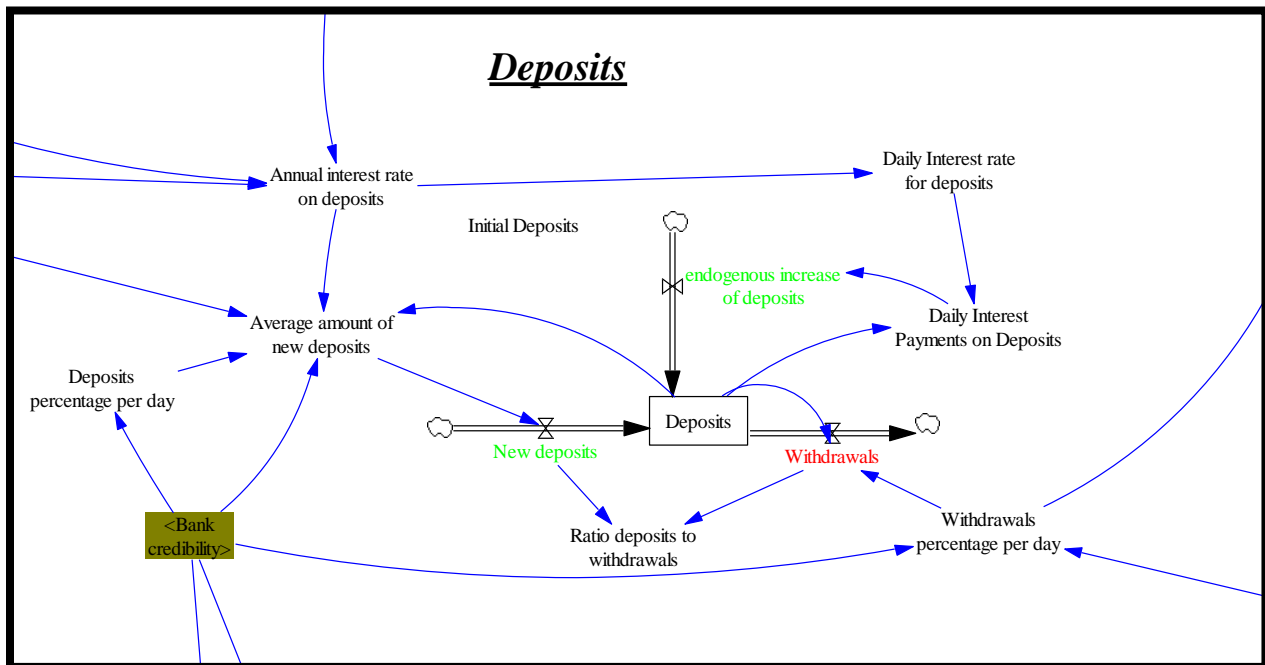 Deposits
Annual interest rate
on deposits
Daily Interest rate
for deposits
Initial Deposits
endogenous increase
of deposits
Average amount of
new deposits
Daily Interest
Payments on Deposits
Deposits
percentage per day
Deposits
New deposits
Withdrawals
<Bank
credibility>
Ratio deposits to
withdrawals
Withdrawals
percentage per day